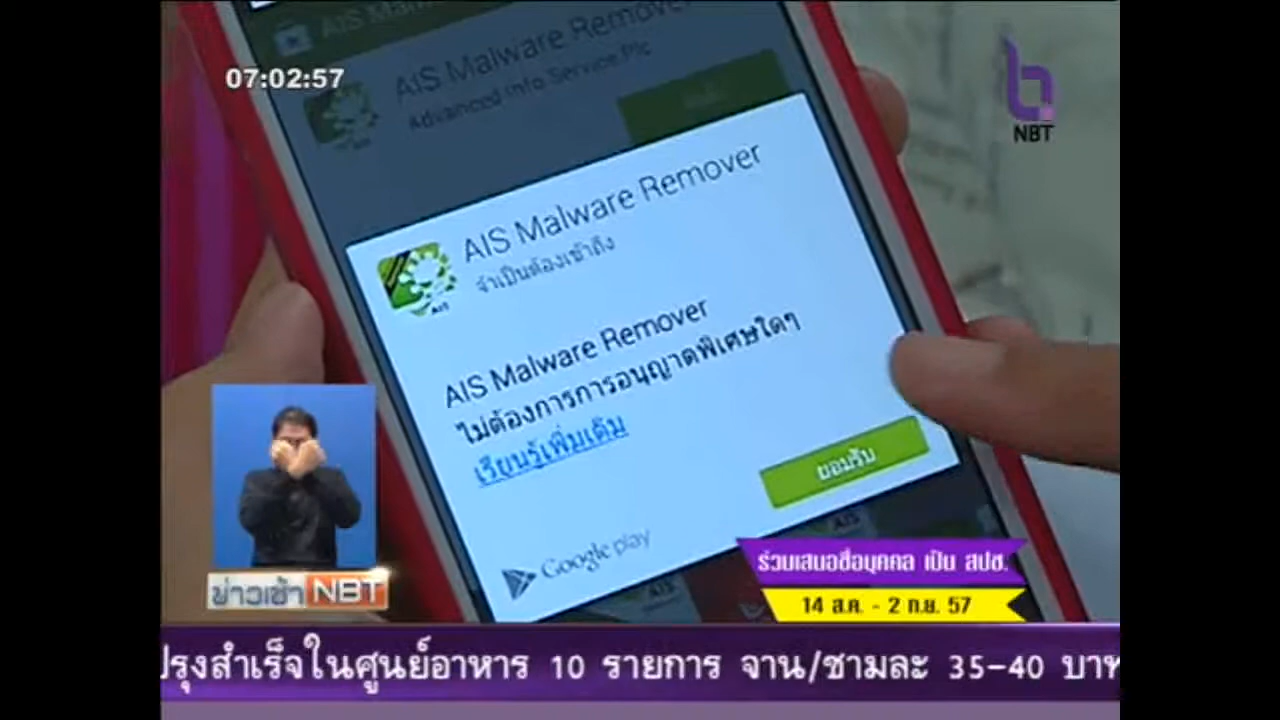 AIS Malware Remover
07:02:57
AIS Malware Remover
Advanced Info Service Plc
NBT
AIS Malware Remover
จำเป็นต้องเข้าถึง
AIS
AIS Malware Remover
ไม่ต้องการการอนุญาตพิเศษใดๆ
เรียนรู้เพิ่มเติม
ยอมรับ
Google play
AIS
AIS
ร่วมเสนอชื่อบุคคล เป็น สปช.
14 ส.ค. - 2 ก.ย. 57
ข่าวเช้า NBT
ปรุงสำเร็จในศูนย์อาหาร 10 รายการ จาน/ชามละ 35-40 บาท